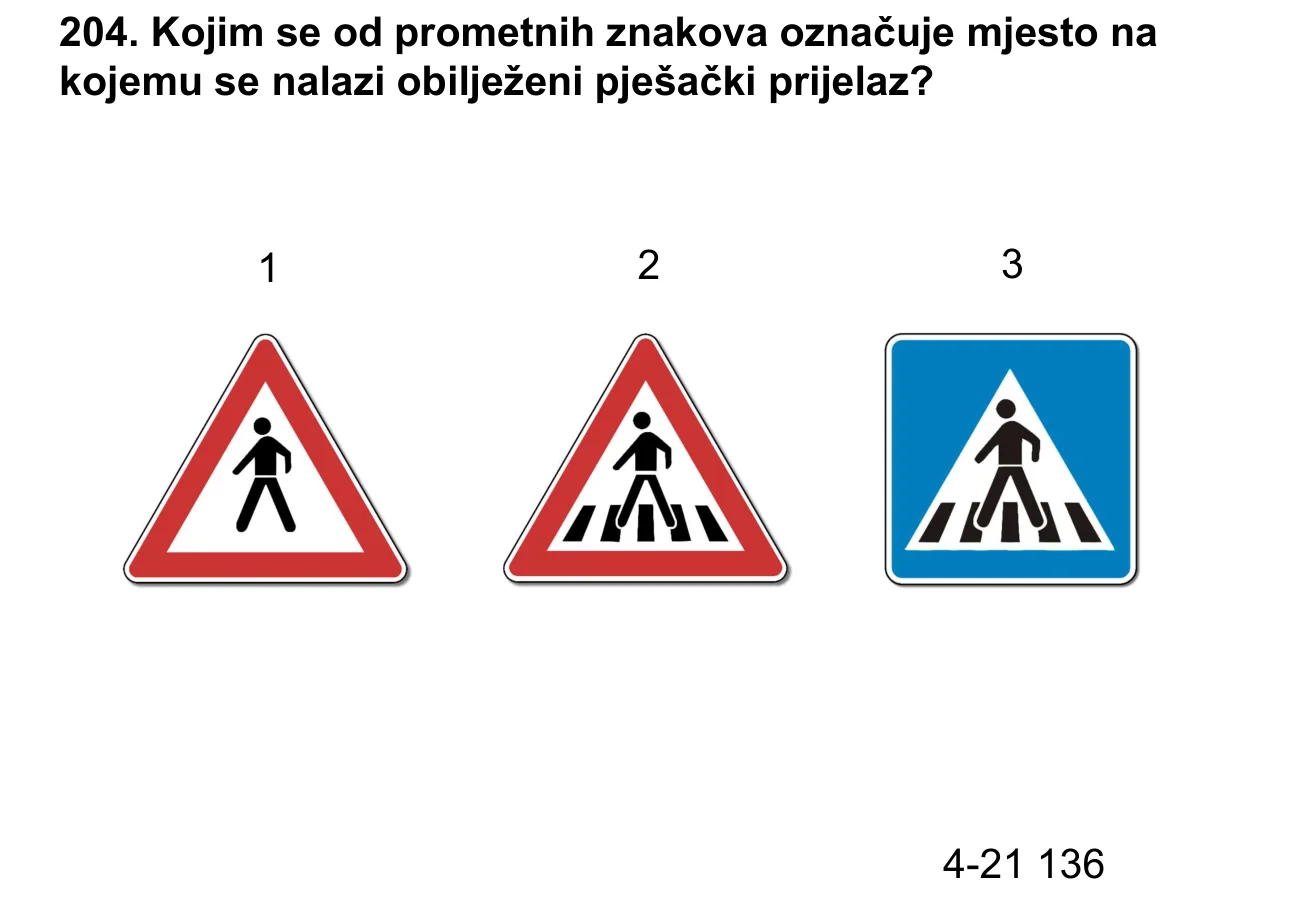 204. Kojim se od prometnih znakova označuje mjesto na
kojemu se nalazi obilježeni pješački prijelaz?
1
2
3
4-21 136